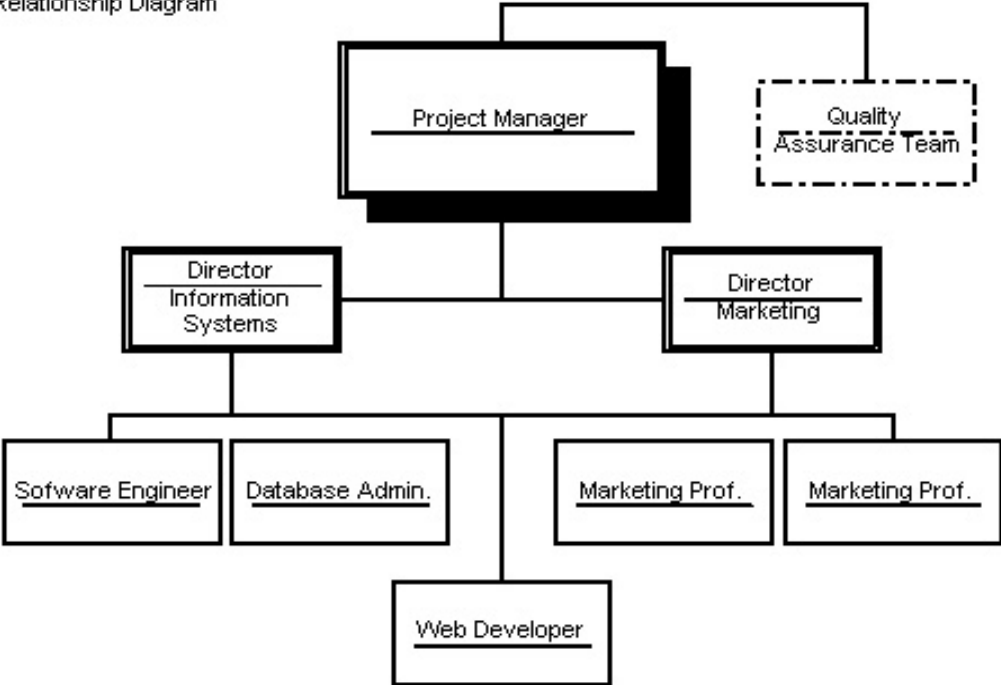 Relationship Diagram
Project Manager
Quality
Assurance Team
Director
Information
Systems
Director
Marketing
Sofware Engineer
Database Admin.
Marketing Prof.
Marketing Prof.
Web Developer